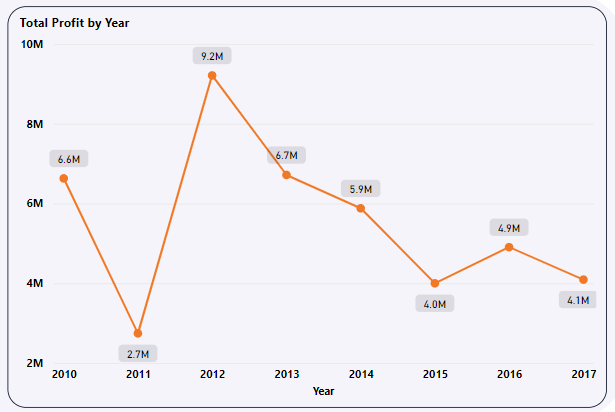 Total Profit by Year
10M
8M
6M
4M
2M
6.6M
2.7M
9.2M
6.7M
5.9M
4.0M
4.9M
4.1M
2010 2011 2012 2013 2014 2015 2016 2017
Year